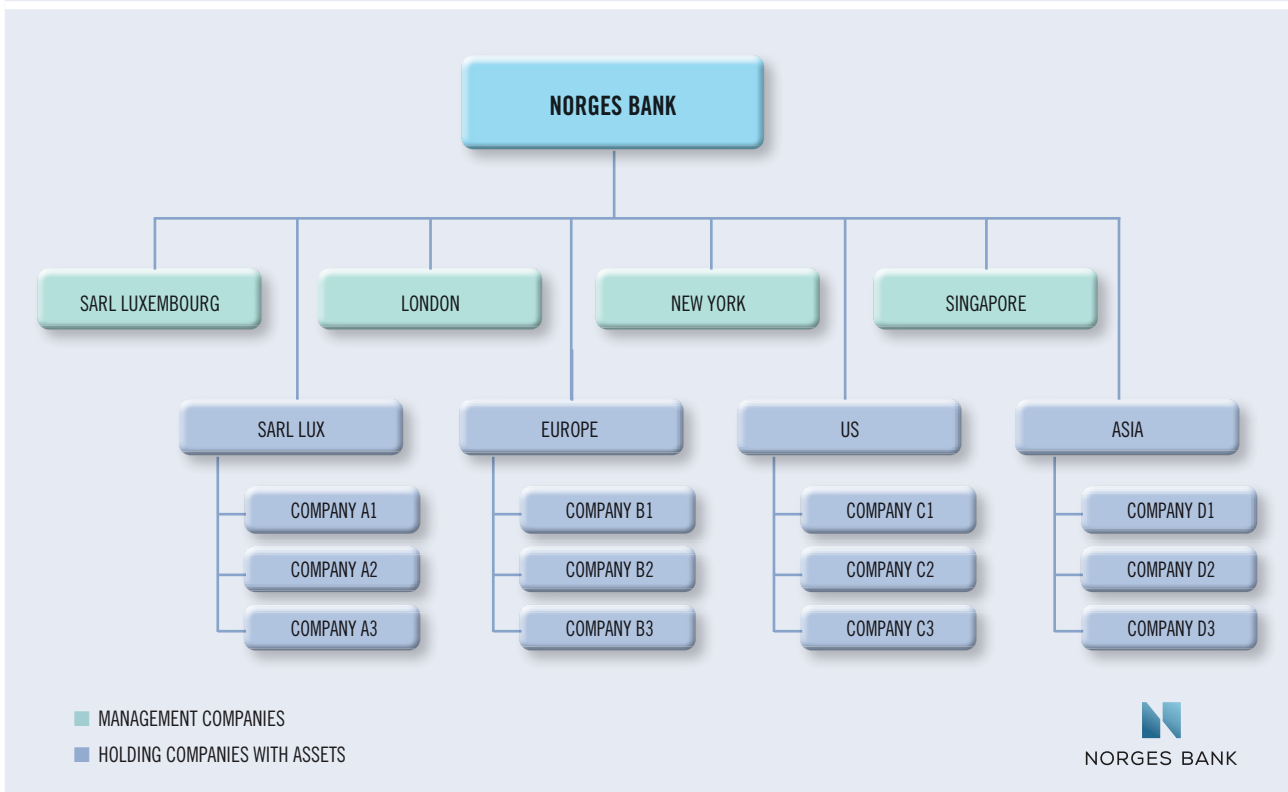 NORGES BANK
SARL LUXEMBOURG
LONDON
NEW YORK
SINGAPORE
SARL LUX
EUROPE
US
ASIA
COMPANY A1
COMPANY B1
COMPANY C1
COMPANY D1
COMPANY A2
COMPANY B2
COMPANY C2
COMPANY D2
COMPANY A3
COMPANY B3
COMPANY C3
COMPANY D3
MANAGEMENT COMPANIES
HOLDING COMPANIES WITH ASSETS
NORGES BANK